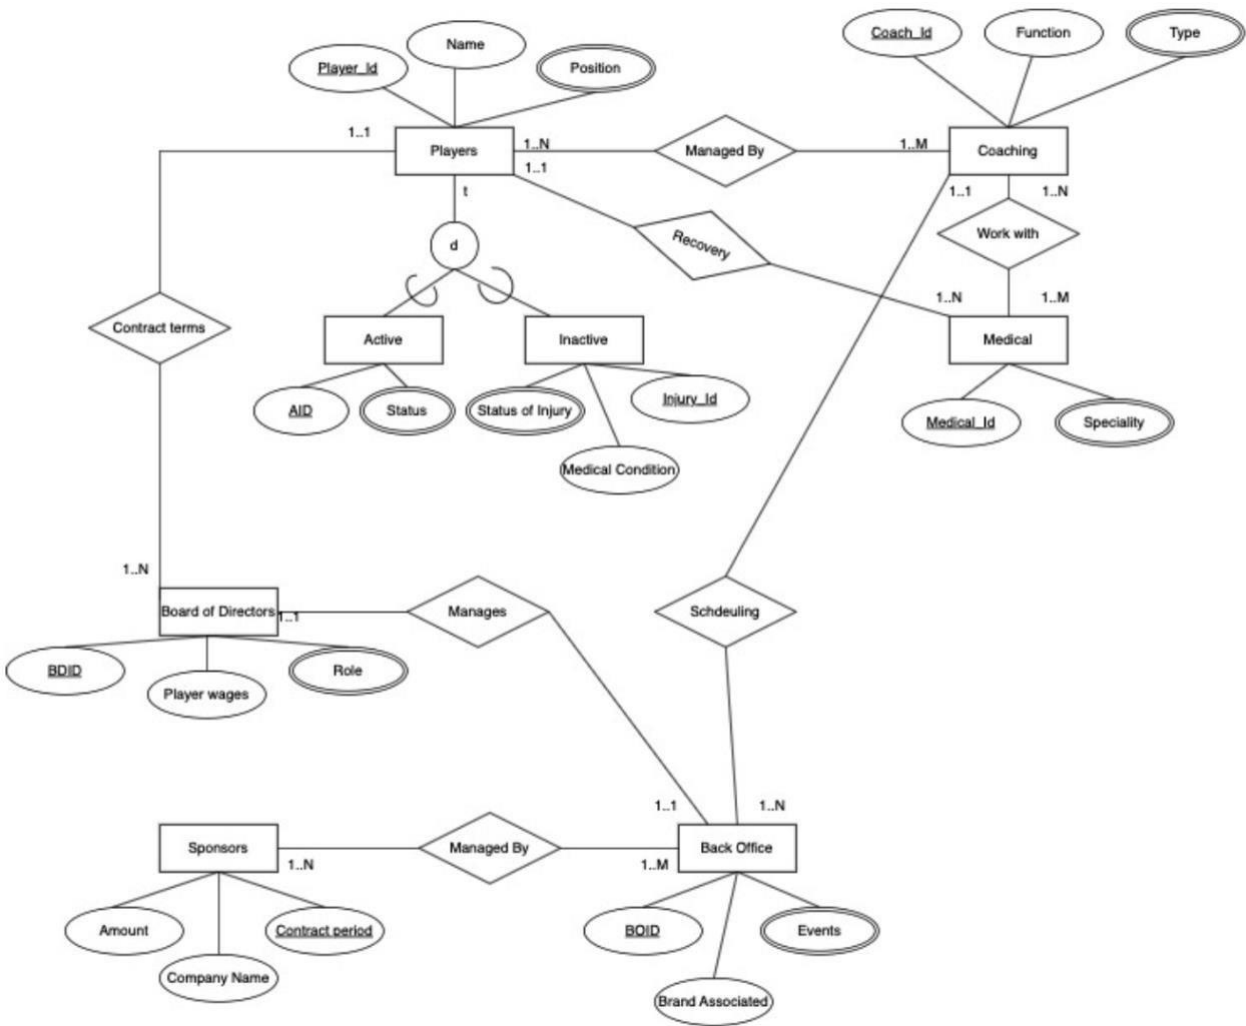 Name
Coach_Id
Function
Type
Player_Id
Position
1..1
Players
1..N
Managed By
1..M
Coaching
1..1
t
1..1
1..N
d
Recovery
Work with
1..N
1..M
Contract terms
Active
Inactive
Medical
AID
Status
Status of Injury
Injury_Id
Medical_Id
Speciality
Medical Condition
1..N
Board of Directors
1..1
Manages
Schdeuling
BDID
Player wages
Role
1..1
1..N
Sponsors
1..N
Managed By
1..M
Back Office
Amount
Contract period
BOID
Events
Company Name
Brand Associated